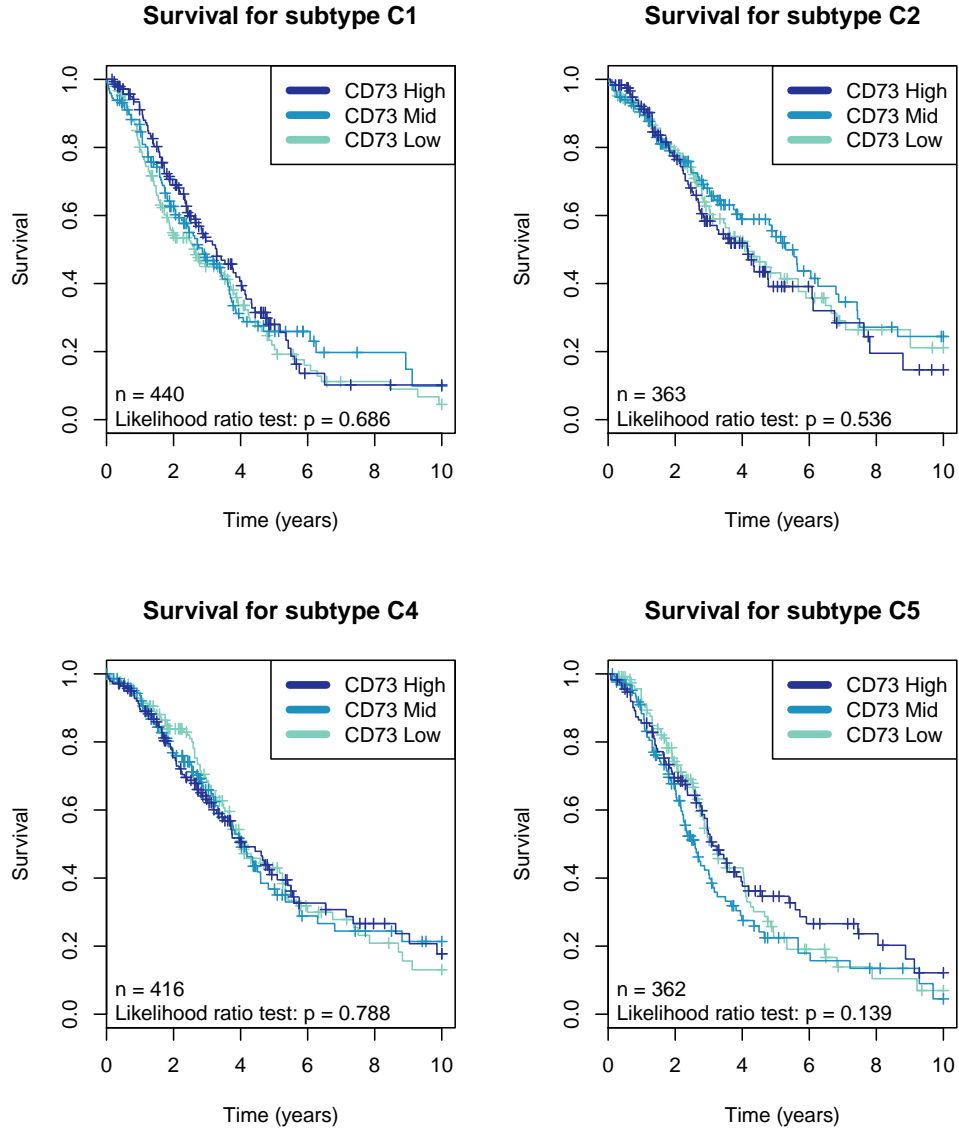 Survival for subtype C1
Survival
1.0
0.8
0.6
0.4
0.2
0.0
CD73 High
CD73 Mid
CD73 Low
n = 440
Likelihood ratio test: p = 0.686
0 2 4 6 8 10
Time (years)
Survival for subtype C2
Survival
1.0
0.8
0.6
0.4
0.2
0.0
CD73 High
CD73 Mid
CD73 Low
n = 363
Likelihood ratio test: p = 0.536
0 2 4 6 8 10
Time (years)
Survival for subtype C4
Survival
1.0
0.8
0.6
0.4
0.2
0.0
CD73 High
CD73 Mid
CD73 Low
n = 416
Likelihood ratio test: p = 0.788
0 2 4 6 8 10
Time (years)
Survival for subtype C5
Survival
1.0
0.8
0.6
0.4
0.2
0.0
CD73 High
CD73 Mid
CD73 Low
n = 362
Likelihood ratio test: p = 0.139
0 2 4 6 8 10
Time (years)